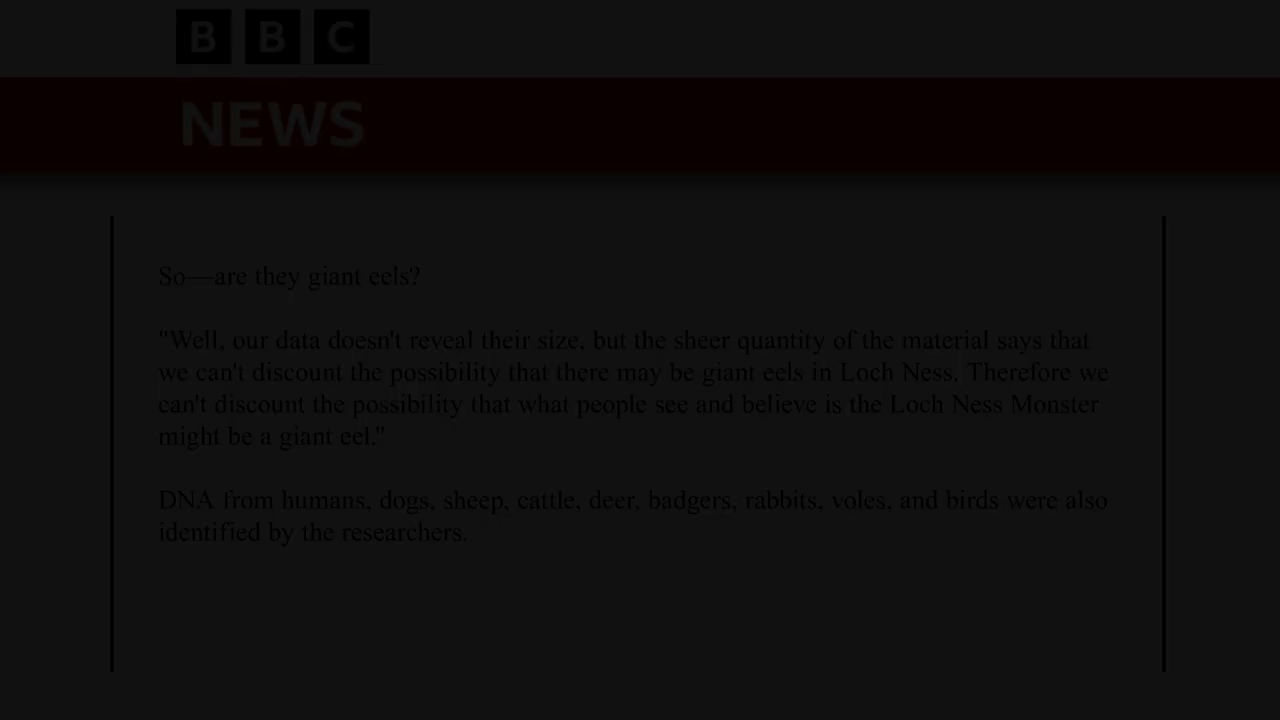 BBC
NEWS
So—are they giant eels?
"Well, our data doesn't reveal their size, but the sheer quantity of the material says that
we can't discount the possibility that there may be giant eels in Loch Ness. Therefore we
can't discount the possibility that what people see and believe is the Loch Ness Monster
might be a giant eel."
DNA from humans, dogs, sheep, cattle, deer, badgers, rabbits, voles, and birds were also
identified by the researchers.